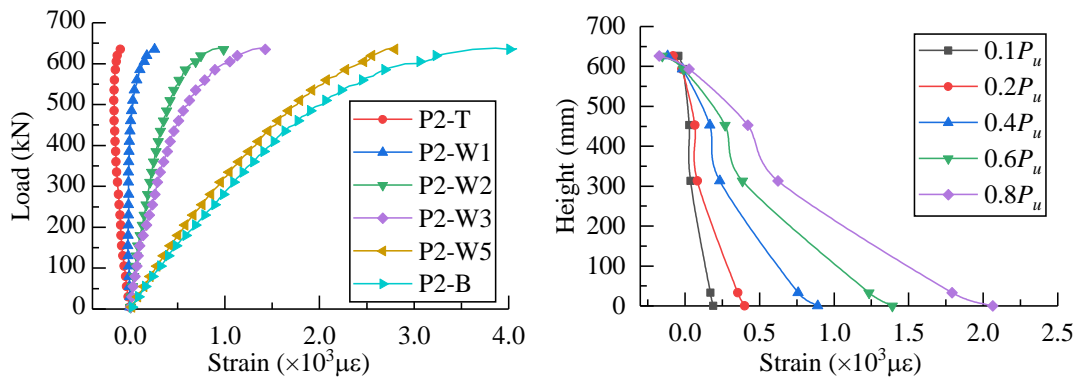 700
600
500
400
300
200
100
0
Load (kN)
0.0 1.0 2.0 3.0 4.0
Strain (×10³με)
P2-T
P2-W1
P2-W2
P2-W3
P2-W5
P2-B
700
600
500
400
300
200
100
0
Height (mm)
0.0 0.5 1.0 1.5 2.0 2.5
Strain (×10³με)
0.1Pᵤ
0.2Pᵤ
0.4Pᵤ
0.6Pᵤ
0.8Pᵤ